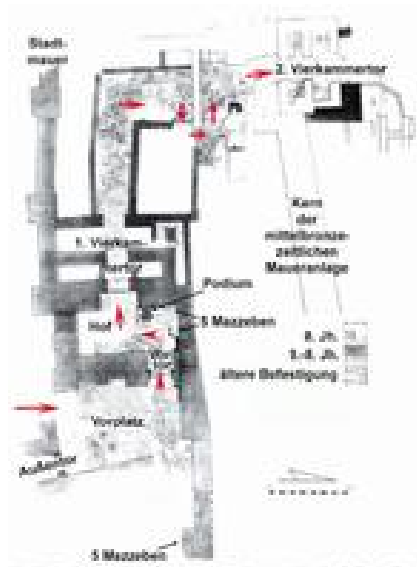 Stadt-
mauer
2. Vierkammertor
Kern
der
mittelbronze-
zeitlichen
Maueranlage
1. Vierkam-
mertor
Podium
Hof
5 Mazzeben
8. Jh.
9.-8. Jh.
ältere Befestigung
Vorplatz
Außentor
5 Mazzeben